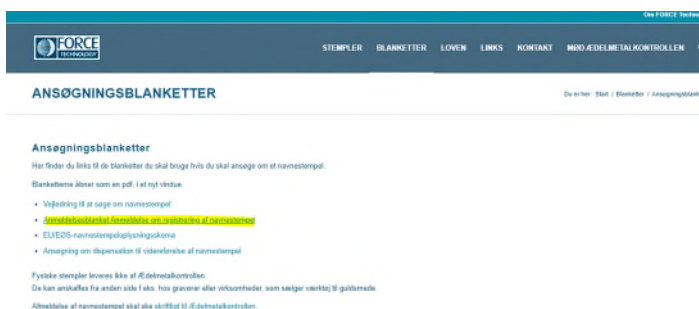 Om FORCE Techno
FORCE
TECHNOLOGY
STEMPLER BLANKETTER LOVEN LINKS KONTAKT MØD ÆDELMETALKONTROLLEN
ANSØGNINGSBLANKETTER
Du er her: Start / Blanketter / Ansøgningsblank
Ansøgningsblanketter
Her finder du links til de blanketter du skal bruge hvis du skal ansøge om et navnestempel.
Blanketterne åbner som en pdf, i et nyt vindue.
Vejledning til at søge om navnestempel
Anmeldelsesblanket Anmeldelse om registrering af navnestempel
EU/EØS-navnestempeloplysningsskema
Ansøgning om dispensation til videreførelse af navnestempel
Fysiske stempler leveres ikke af Ædelmetalkontrollen.
De kan anskaffes fra anden side f.eks. hos gravører eller virksomheder, som sælger værktøj til guldsmede.
Afmeldelse af navnestempel skal ske skriftligt til Ædelmetalkontrollen.